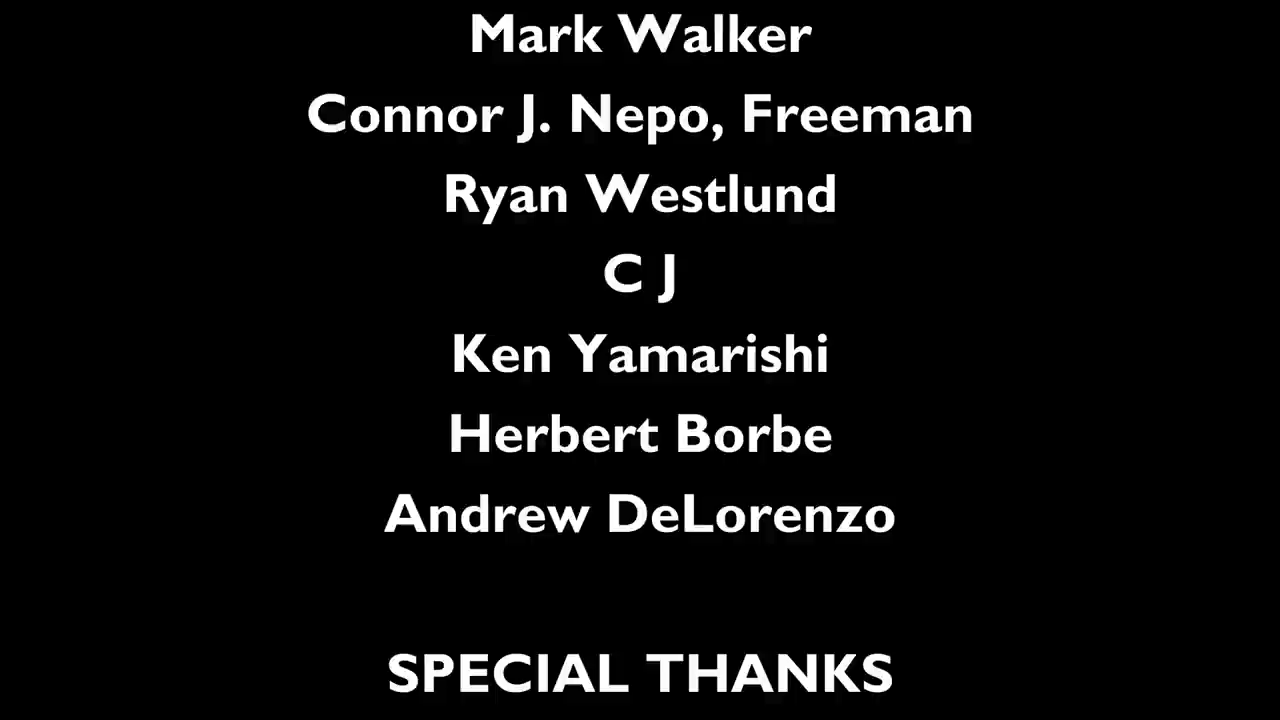 Mark Walker
Connor J. Nepo, Freeman
Ryan Westlund
C J
Ken Yamarishi
Herbert Borbe
Andrew DeLorenzo
SPECIAL THANKS